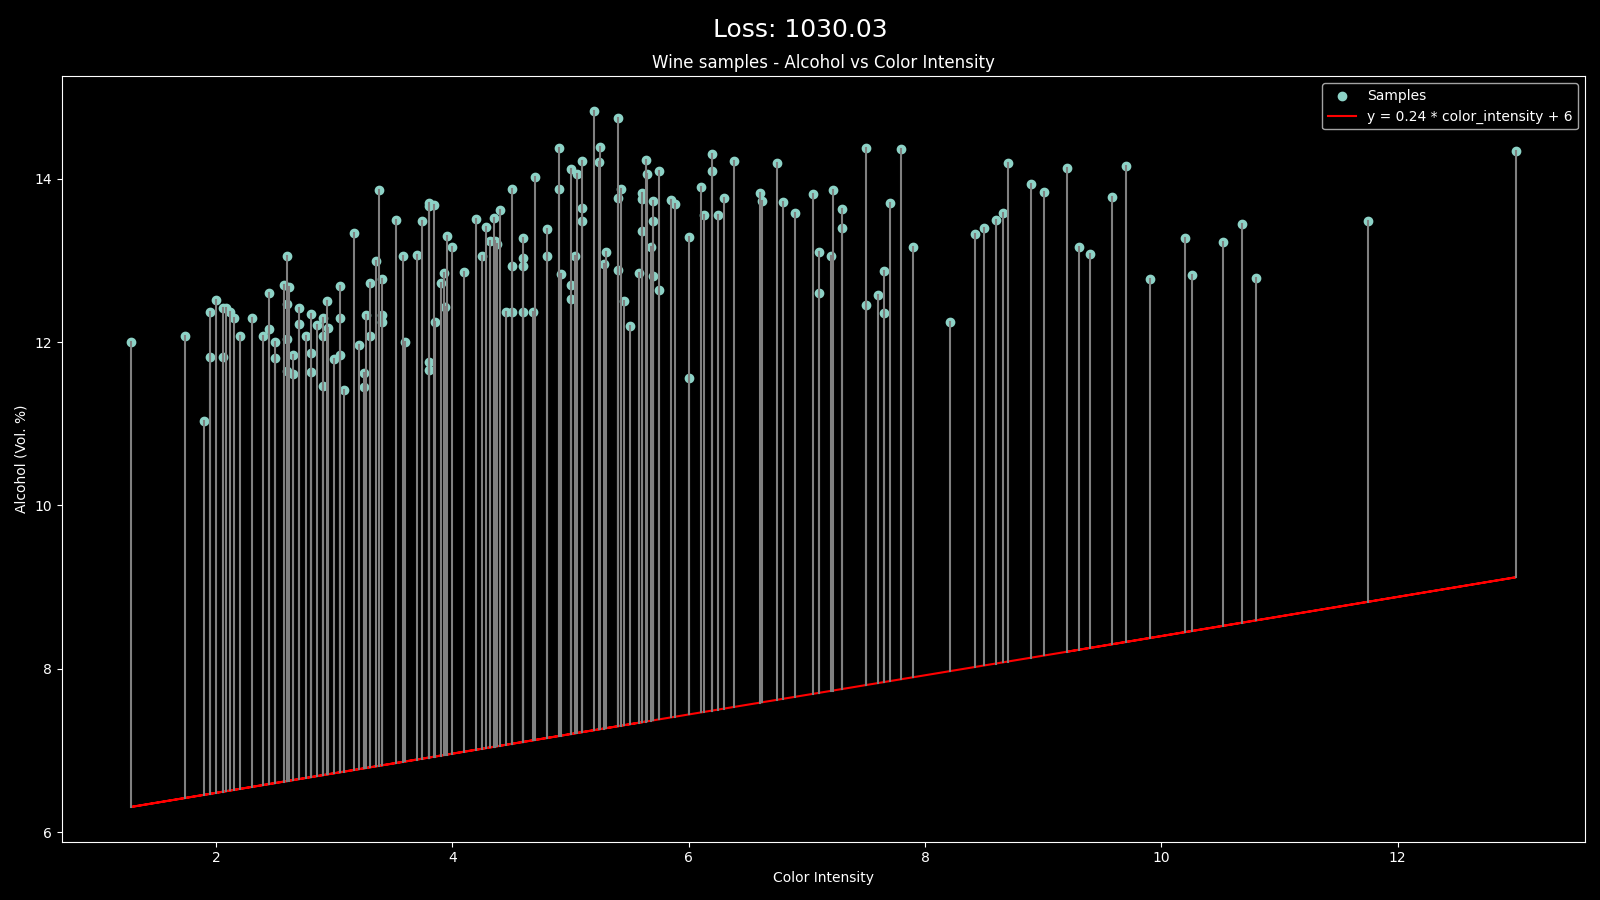 Loss: 1030.03
Wine samples - Alcohol vs Color Intensity
Samples
y = 0.24 * color_intensity + 6
14
12
10
8
6
Alcohol (Vol. %)
2 4 6 8 10 12
Color Intensity